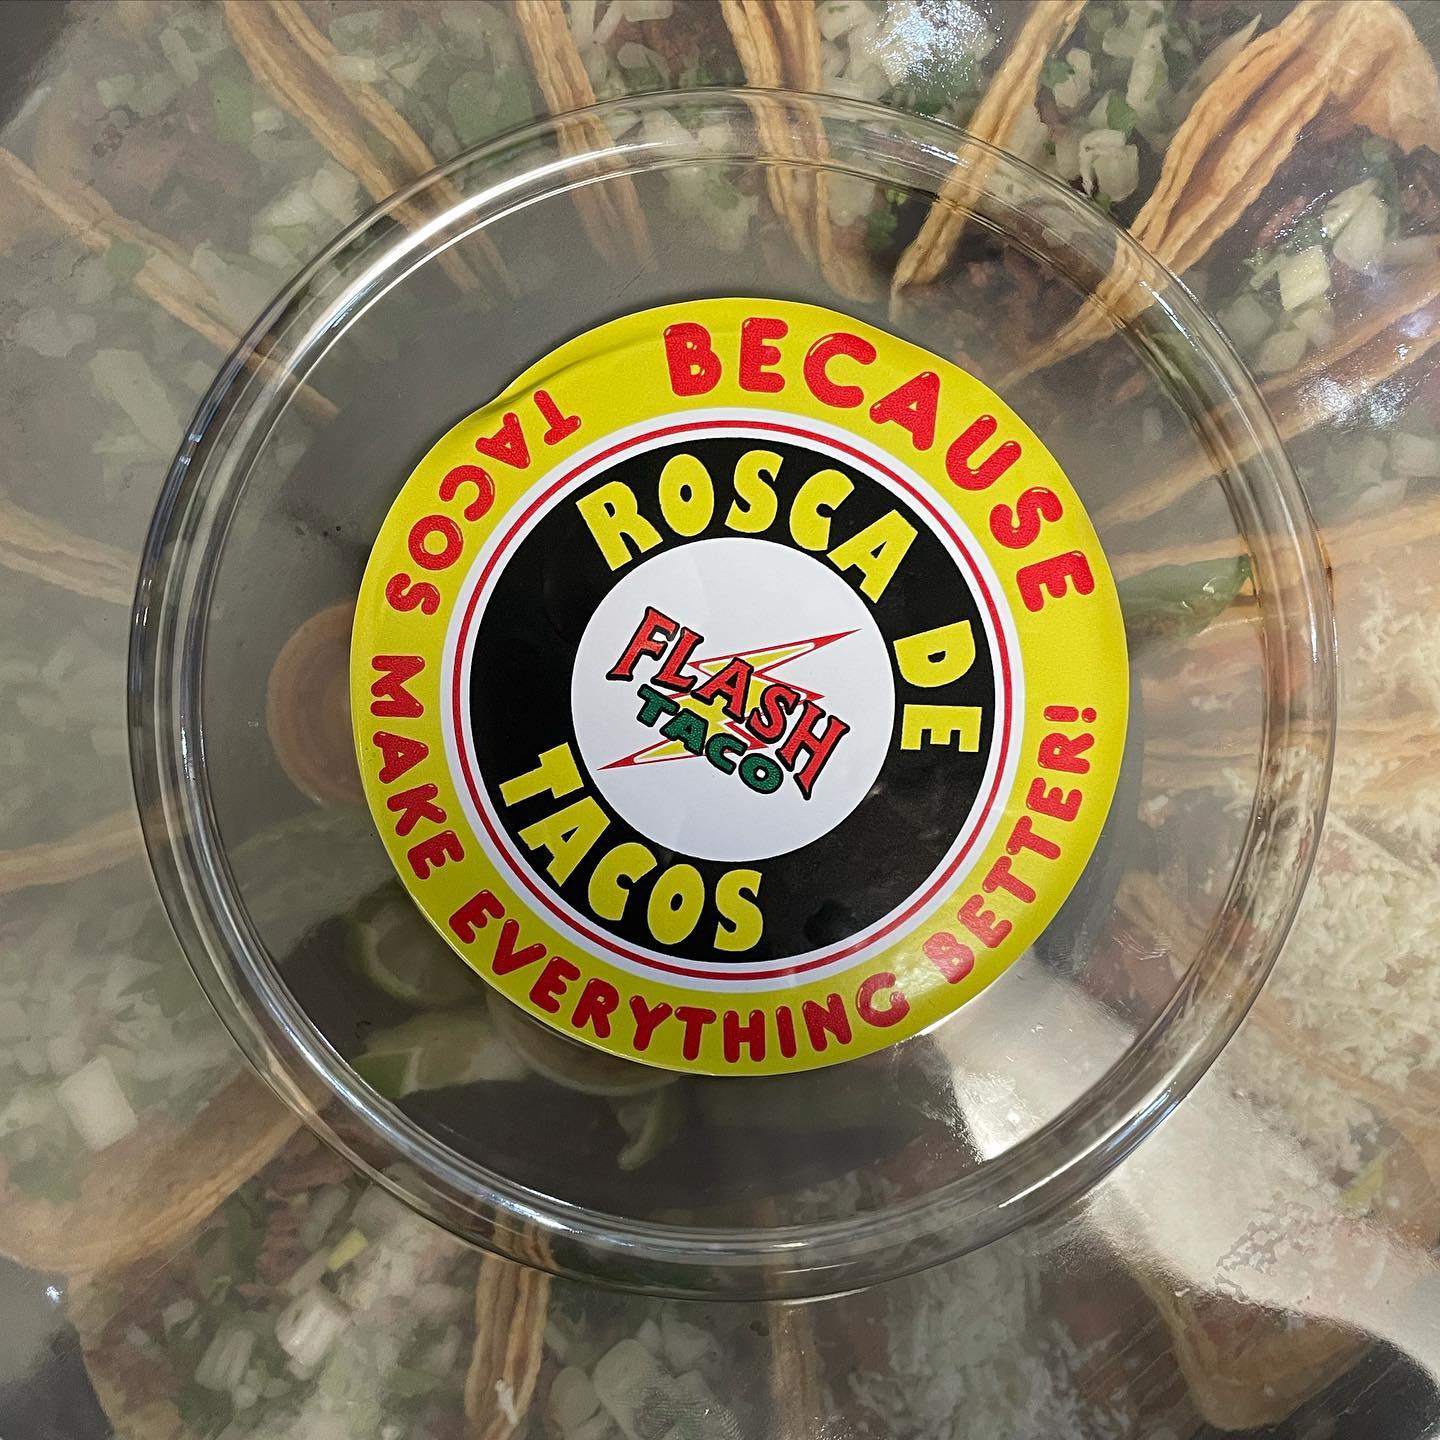 BECAUSE
TACOS MAKE EVERYTHING BETTER!
ROSCA DE
TACOS
FLASH
TACO